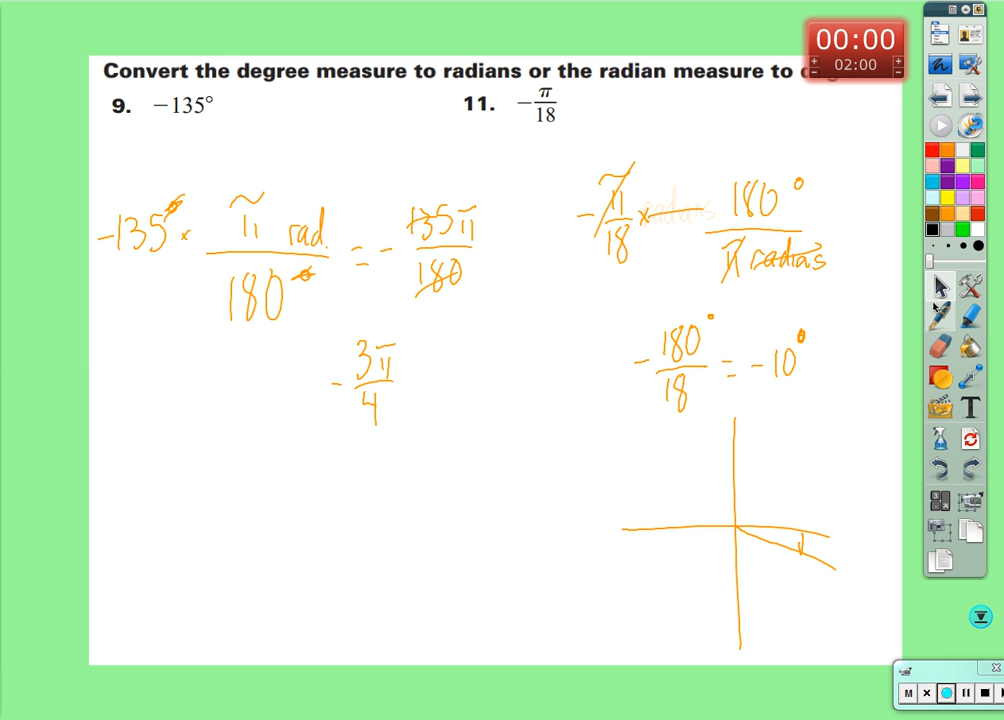 00:00
02:00
Convert the degree measure to radians or the radian measure to
9. −135°
11. −π/18
-135° × π rad. / 180° = - 135π / 180
- 3π / 4
- π/18 radians × 180° / π radians
- 180° / 18 = -10°
M
T